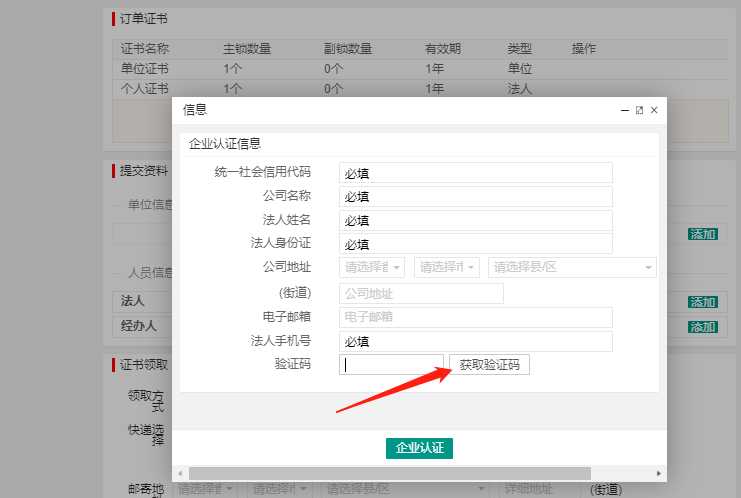 订单证书
证书名称 主锁数量 副锁数量 有效期 类型 操作
单位证书 1个 0个 1年 单位
个人证书 1个 0个 1年 法人
信息
企业认证信息
统一社会信用代码 必填
公司名称 必填
法人姓名 必填
法人身份证 必填
公司地址 请选择省 请选择市 请选择县/区
(街道) 公司地址
电子邮箱 电子邮箱
法人手机号 必填
验证码 获取验证码
企业认证
提交资料
单位信息
添加
人员信息
法人 添加
经办人 添加
证书领取
领取方
式
快递选
择
邮寄地 请选择省 请选择市 请选择县/区 详细地址 (街道)